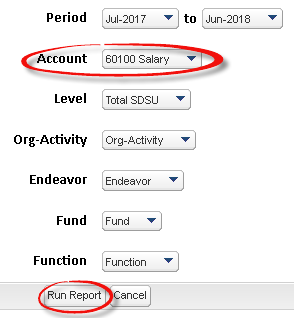 Period Jul-2017 to Jun-2018
Account 60100 Salary
Level Total SDSU
Org-Activity Org-Activity
Endeavor Endeavor
Fund Fund
Function Function
Run Report Cancel